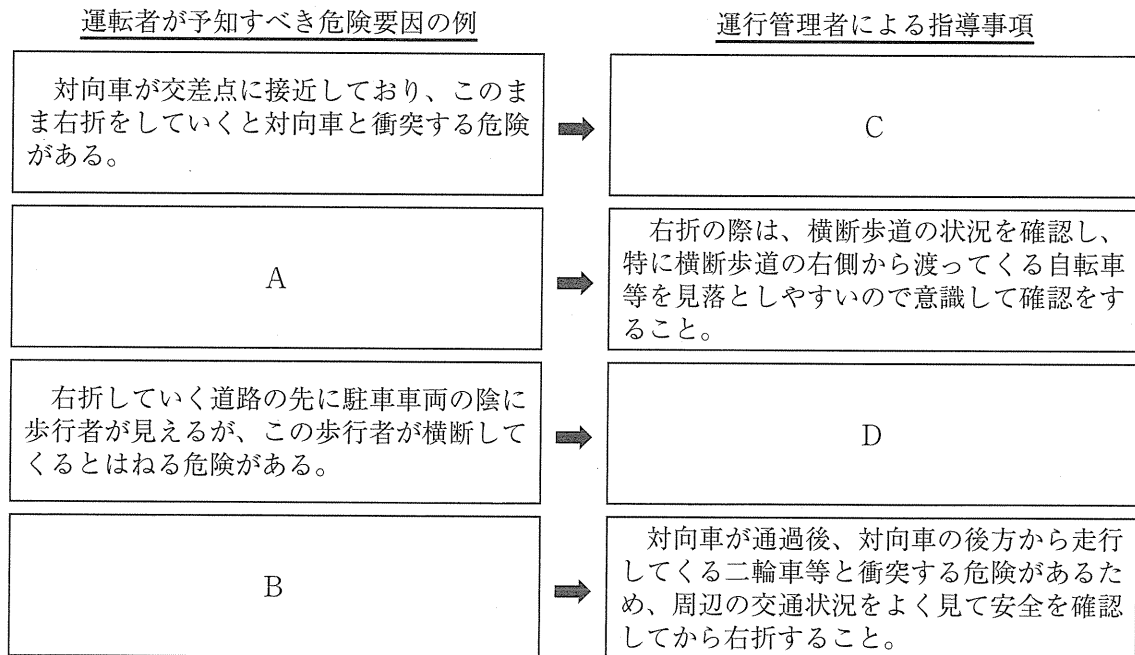 運転者が予知すべき危険要因の例
運行管理者による指導事項
対向車が交差点に接近しており、このま
ま右折をしていくと対向車と衝突する危険
がある。
C
A
右折の際は、横断歩道の状況を確認し、
特に横断歩道の右側から渡ってくる自転車
等を見落としやすいので意識して確認をす
ること。
右折していく道路の先に駐車車両の陰に
歩行者が見えるが、この歩行者が横断して
くるとはねる危険がある。
D
B
対向車が通過後、対向車の後方から走行
してくる二輪車等と衝突する危険があるた
め、周辺の交通状況をよく見て安全を確認
してから右折すること。